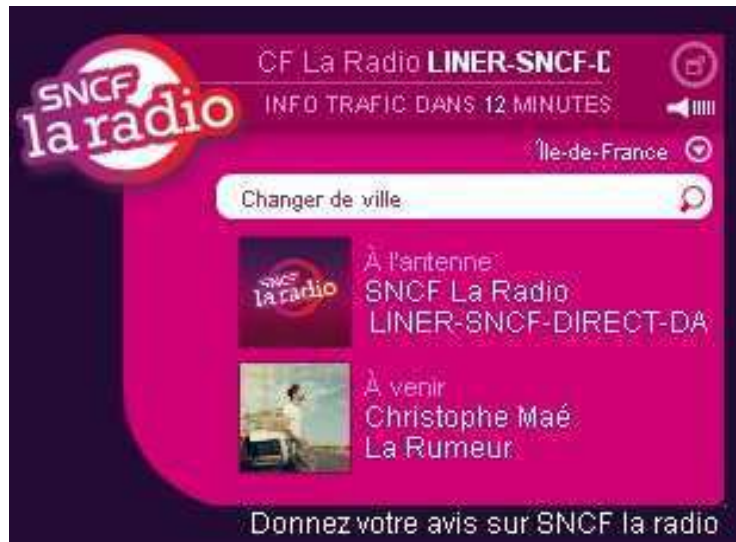 SNCF
la radio
CF La Radio LINER-SNCF-D
INFO TRAFIC DANS 12 MINUTES
Île-de-France
Changer de ville
SNCF
la radio
À l'antenne
SNCF La Radio
LINER-SNCF-DIRECT-DA
À venir
Christophe Maé
La Rumeur
Donnez votre avis sur SNCF la radio